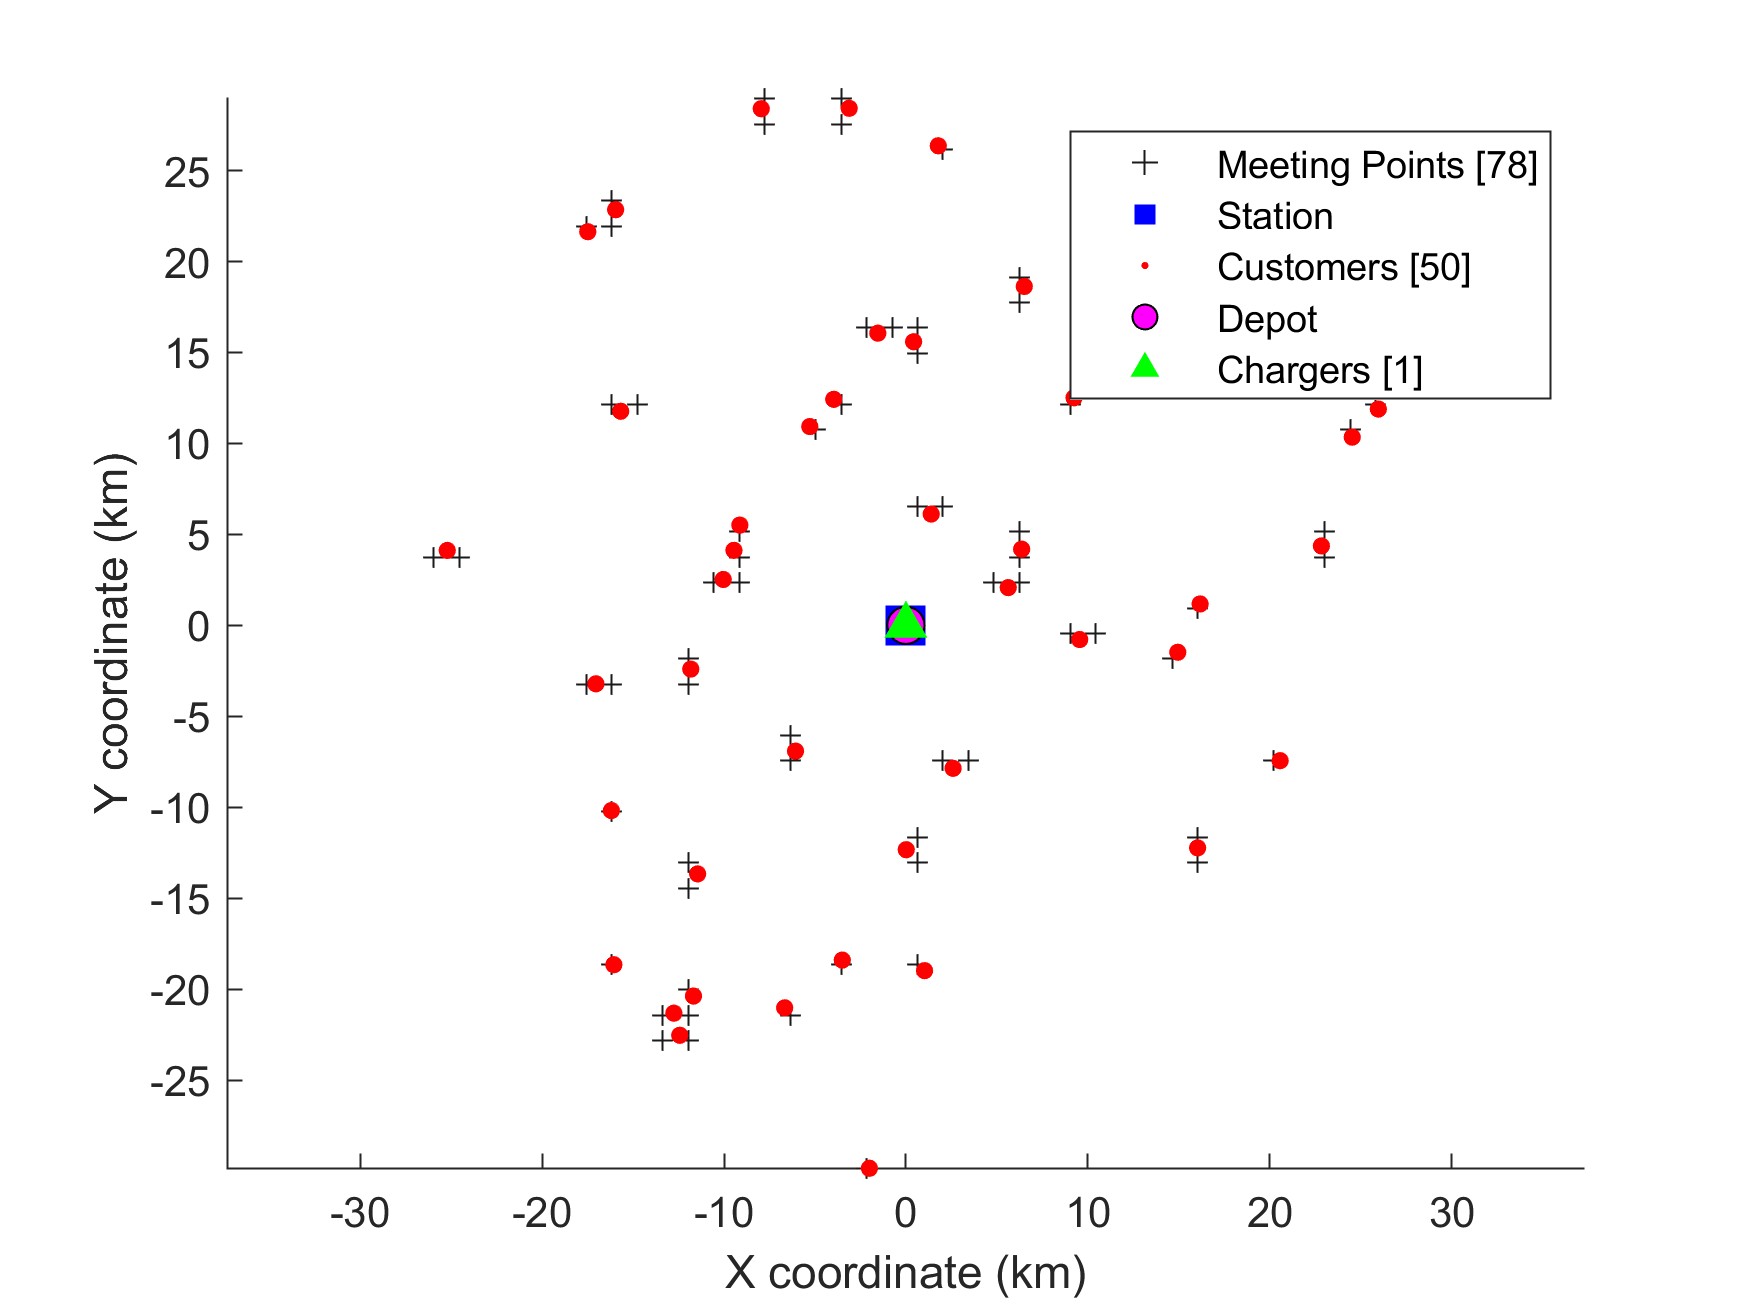 25
20
15
10
5
0
-5
-10
-15
-20
-25
Y coordinate (km)
Meeting Points [78]
Station
Customers [50]
Depot
Chargers [1]
-30
-20
-10
0
10
20
30
X coordinate (km)